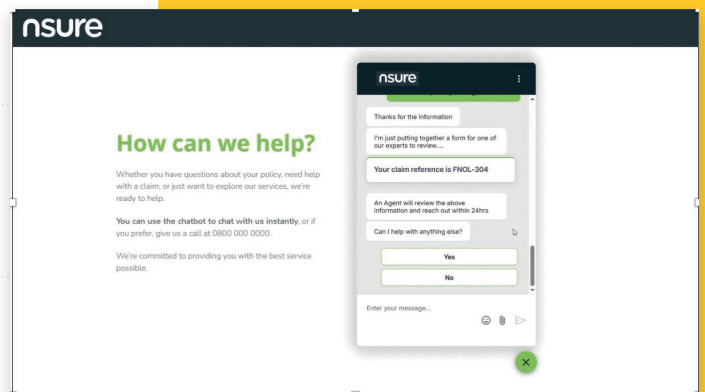 nsure
How can we help?
Whether you have questions about your policy, need help
with a claim, or just want to explore our services, we're
ready to help.
You can use the chatbot to chat with us instantly, or if
you prefer, give us a call at 0800 000 0000.
We're committed to providing you with the best service
possible.
nsure
Thanks for the information
I'm just putting together a form for one of
our experts to review....
Your claim reference is FNOL-304
An Agent will review the above
information and reach out within 24hrs
Can I help with anything else?
Yes
No
Enter your message...